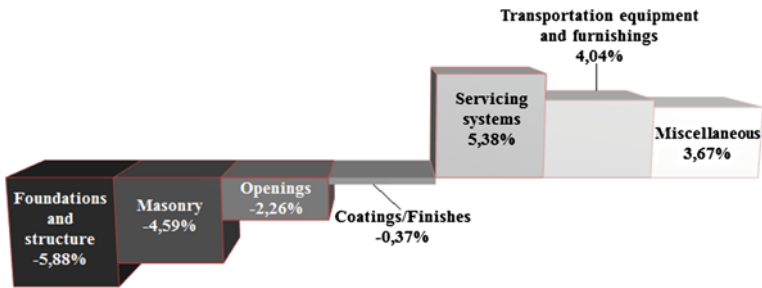 Transportation equipment
and furnishings
4,04%
Servicing
systems
5,38%
Miscellaneous
3,67%
Foundations
and
structure
-5,88%
Masonry
-4,59%
Openings
-2,26%
Coatings/Finishes
-0,37%